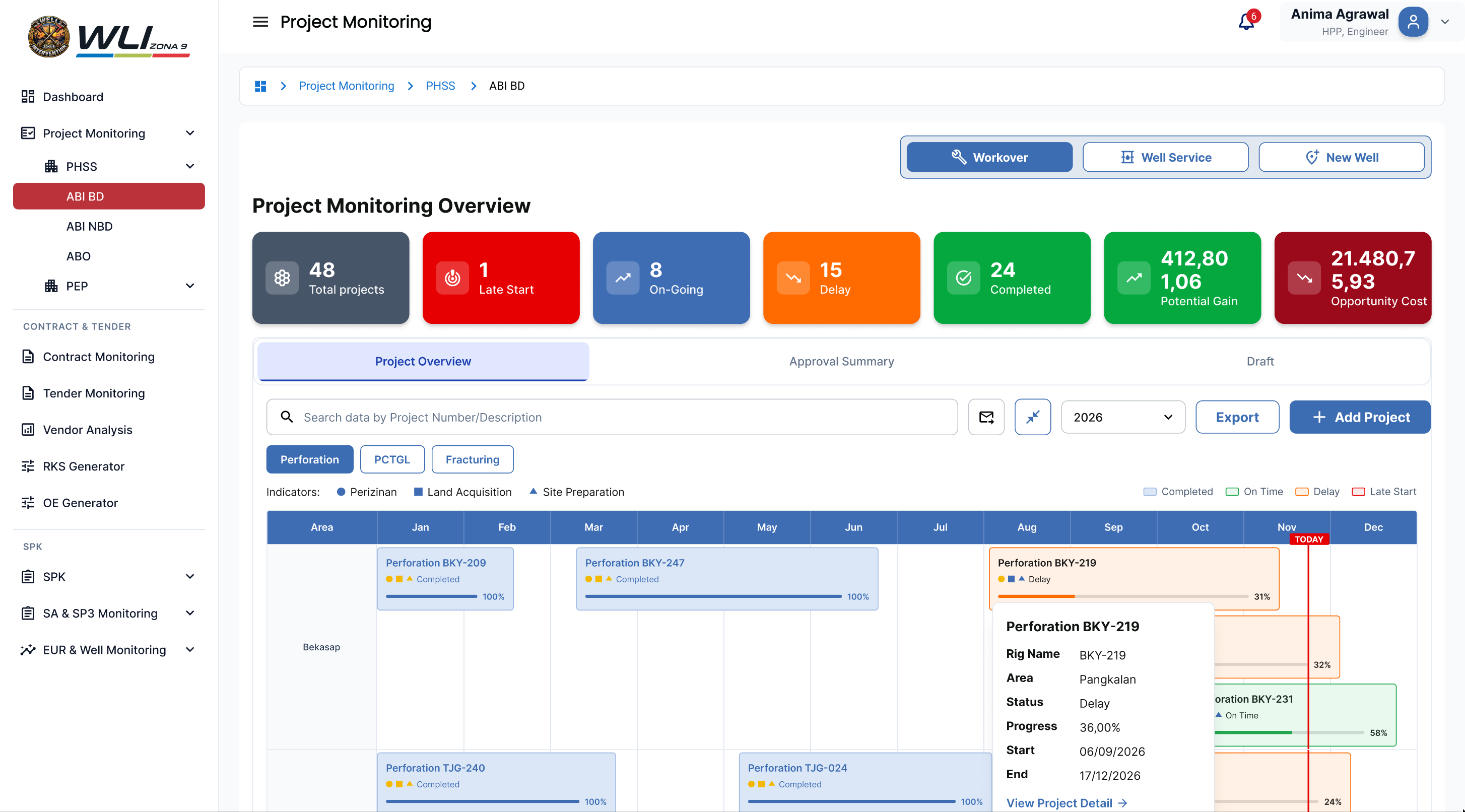 WELL
INTERVENTION
WLI ZONA 9
Project Monitoring
6
Anima Agrawal
HPP, Engineer
Dashboard
Project Monitoring
PHSS
ABI BD
ABI NBD
ABO
PEP
CONTRACT & TENDER
Contract Monitoring
Tender Monitoring
Vendor Analysis
RKS Generator
OE Generator
SPK
SPK
SA & SP3 Monitoring
EUR & Well Monitoring
Project Monitoring
PHSS
ABI BD
Workover
Well Service
New Well
Project Monitoring Overview
48
Total projects
1
Late Start
8
On-Going
15
Delay
24
Completed
412,80
1,06
Potential Gain
21.480,7
5,93
Opportunity Cost
Project Overview
Approval Summary
Draft
Search data by Project Number/Description
2026
Export
+ Add Project
Perforation
PCTGL
Fracturing
Indicators: Perizinan Land Acquisition Site Preparation
Completed On Time Delay Late Start
Area Jan Feb Mar Apr May Jun Jul Aug Sep Oct Nov Dec
TODAY
Bekasap
Perforation BKY-209
Completed
100%
Perforation BKY-247
Completed
100%
Perforation BKY-219
Delay
31%
32%
oration BKY-231
On Time
58%
Perforation TJG-240
Completed
100%
Perforation TJG-024
Completed
100%
24%
Perforation BKY-219
Rig Name BKY-219
Area Pangkalan
Status Delay
Progress 36,00%
Start 06/09/2026
End 17/12/2026
View Project Detail →